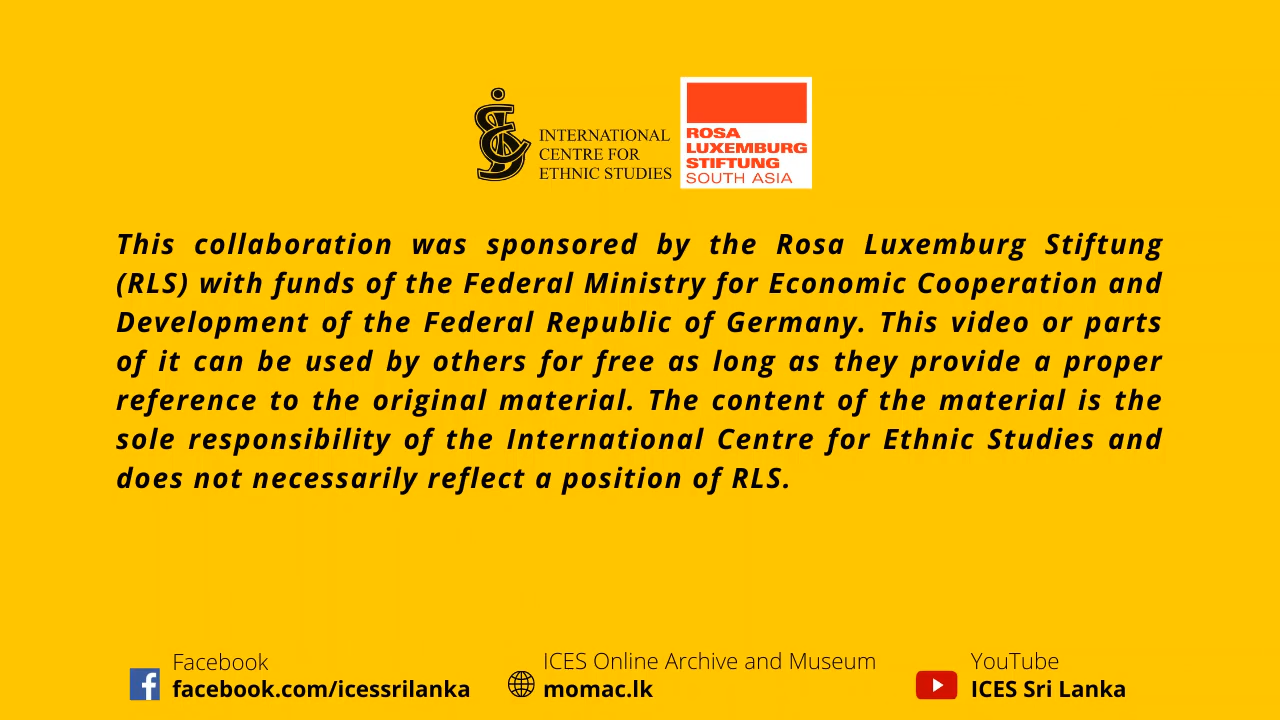 INTERNATIONAL
CENTRE FOR
ETHNIC STUDIES
ROSA
LUXEMBURG
STIFTUNG
SOUTH ASIA
This collaboration was sponsored by the Rosa Luxemburg Stiftung
(RLS) with funds of the Federal Ministry for Economic Cooperation and
Development of the Federal Republic of Germany. This video or parts
of it can be used by others for free as long as they provide a proper
reference to the original material. The content of the material is the
sole responsibility of the International Centre for Ethnic Studies and
does not necessarily reflect a position of RLS.
Facebook
facebook.com/icessrilanka
ICES Online Archive and Museum
momac.lk
YouTube
ICES Sri Lanka